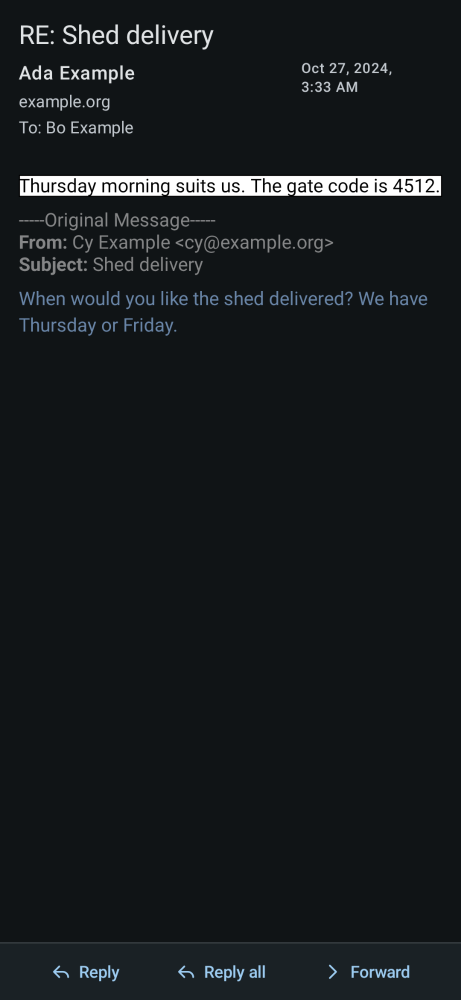 RE: Shed delivery
Ada Example
Oct 27, 2024,
3:33 AM
example.org
To: Bo Example
Thursday morning suits us. The gate code is 4512.
-----Original Message-----
From: Cy Example <cy@example.org>
Subject: Shed delivery
When would you like the shed delivered? We have
Thursday or Friday.
Reply
Reply all
Forward